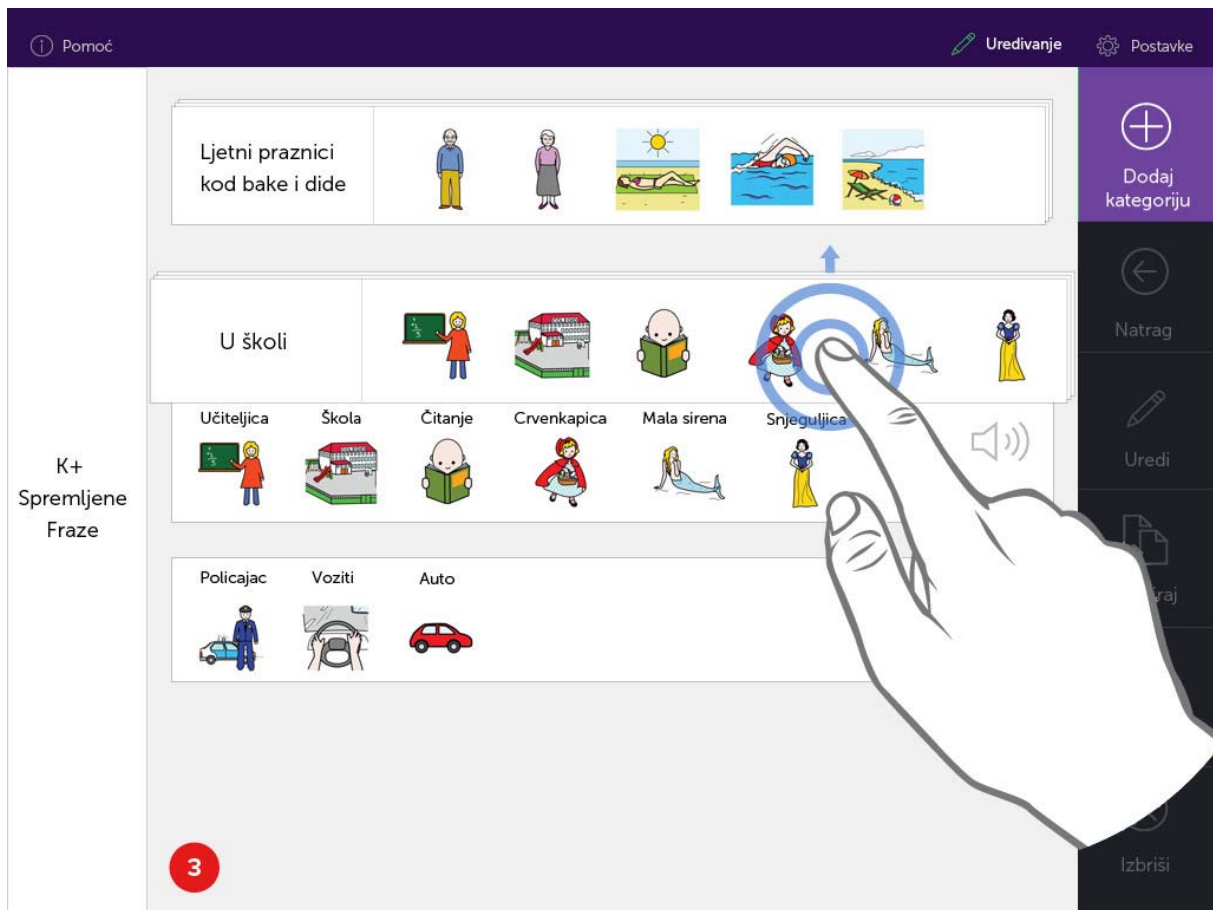 Pomoć
Uredivanje
Postavke
Ljetni praznici
kod bake i dide
Dodaj
kategoriju
U školi
Natrag
Učiteljica
Škola
Čitanje
Crvenkapica
Mala sirena
Snjeguljica
Uredi
K+
Spremljene
Fraze
Policajac
Voziti
Auto
3
Izbriši